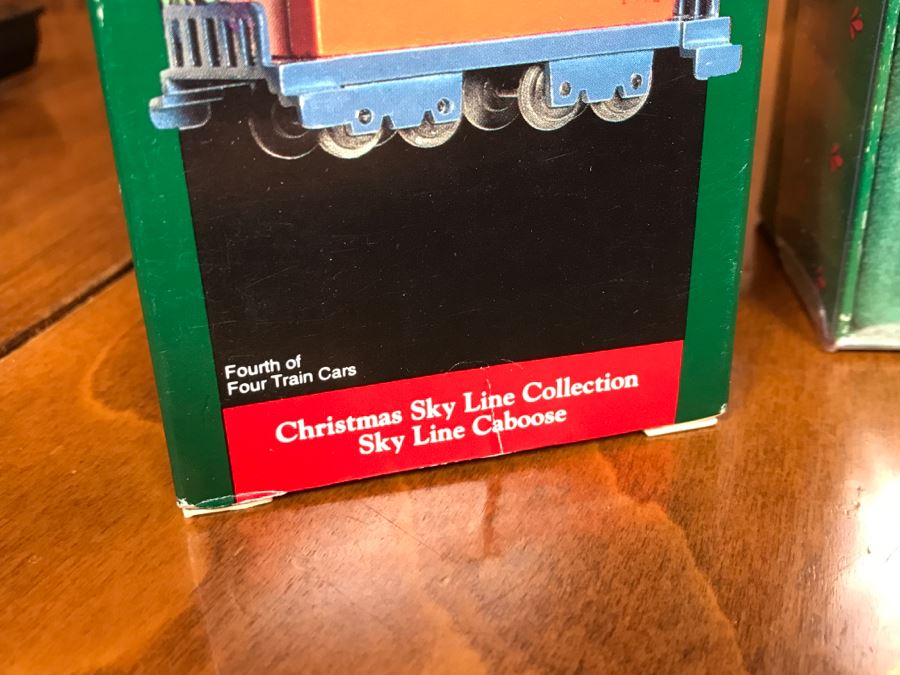 Fourth of
Four Train Cars
Christmas Sky Line Collection
Sky Line Caboose